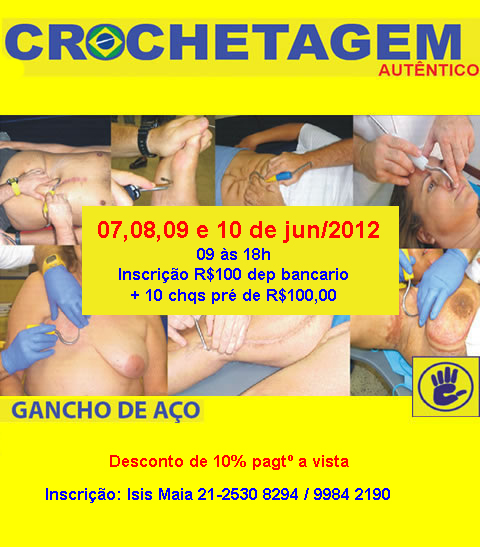 CROCHETAGEM
AUTÊNTICO
07,08,09 e 10 de jun/2012
09 às 18h
Inscrição R$100 dep bancario
+ 10 chqs pré de R$100,00
GANCHO DE AÇO
Desconto de 10% pagtº a vista
Inscrição: Isis Maia 21-2530 8294 / 9984 2190